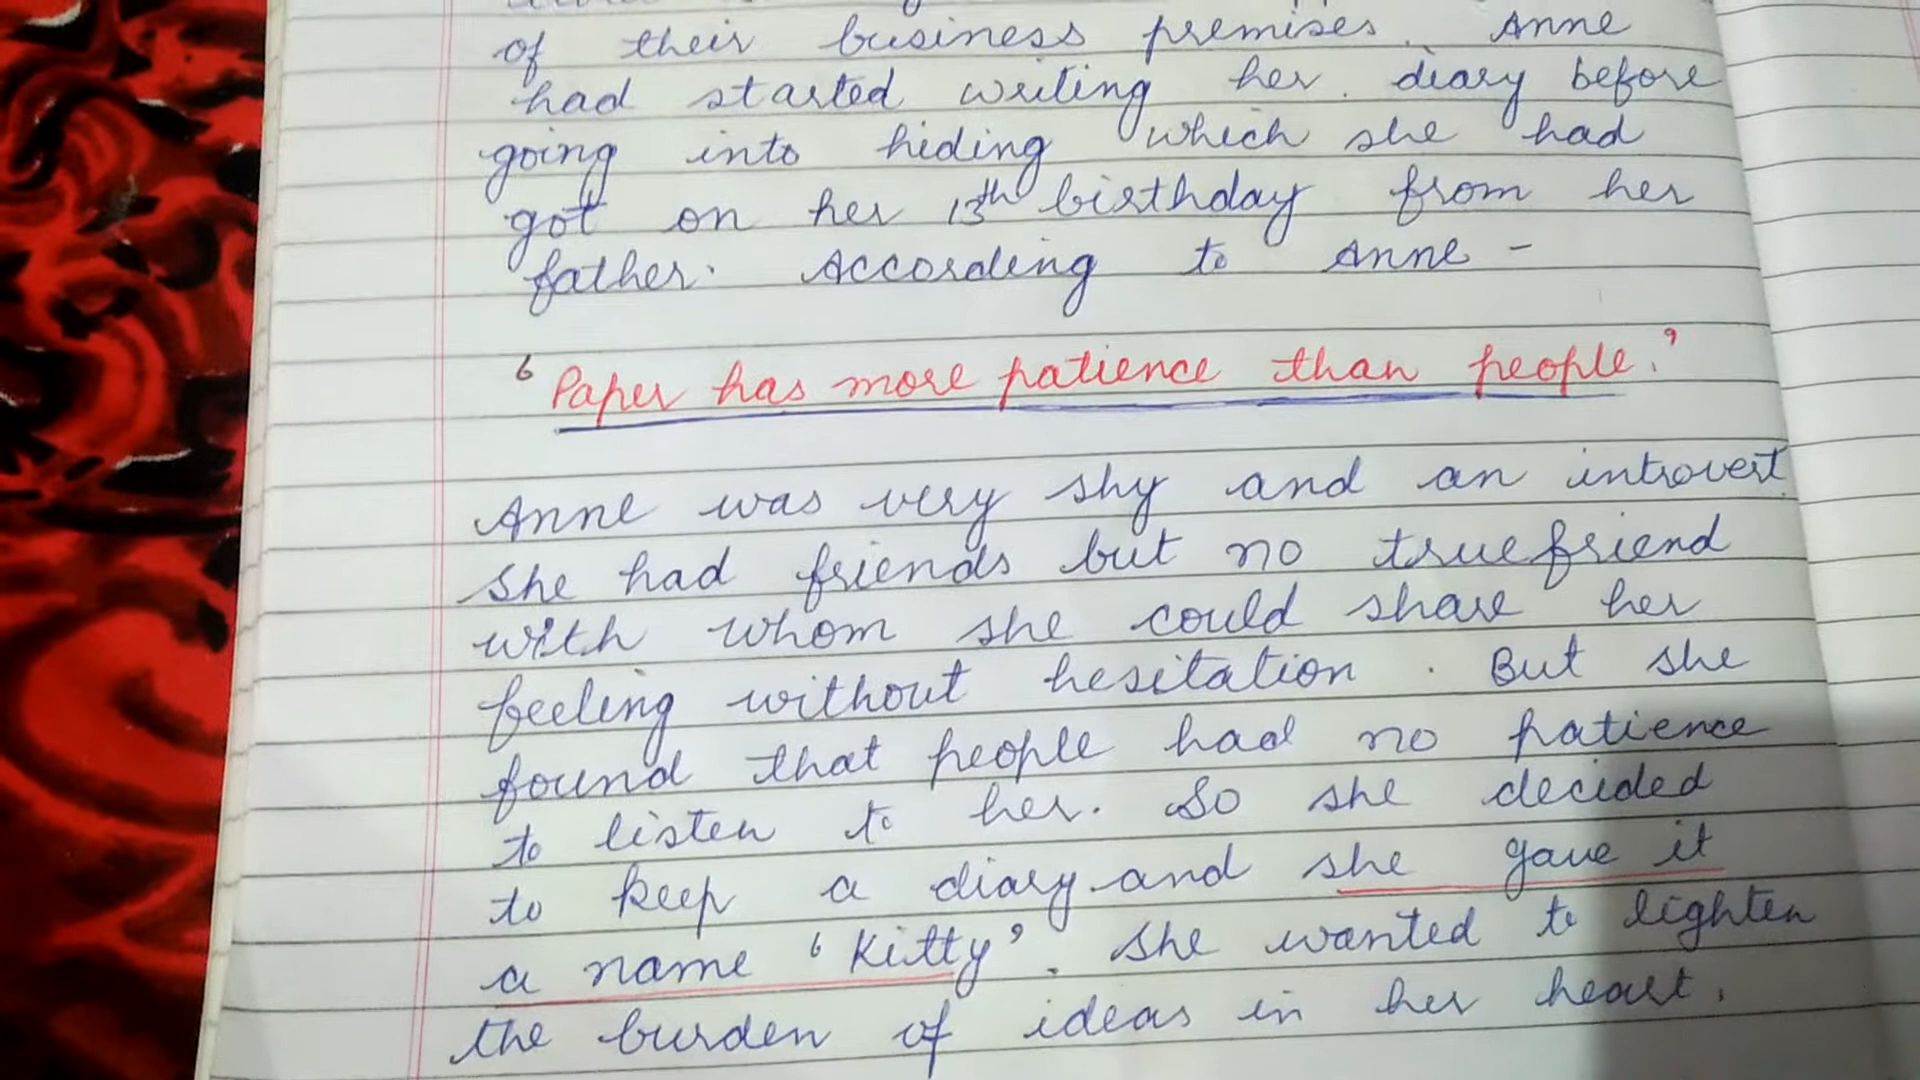 of their business premises. Anne
had started writing her diary before
going into hiding which she had
got on her 13th birthday from her
father. According to Anne -
‘Paper has more patience than people.’
Anne was very shy and an introvert
She had friends but no true friend
with whom she could share her
feeling without hesitation. But she
found that people had no patience
to listen to her. So she decided
to keep a diary and she gave it
a name ‘Kitty’. She wanted to lighten
the burden of ideas in her heart.